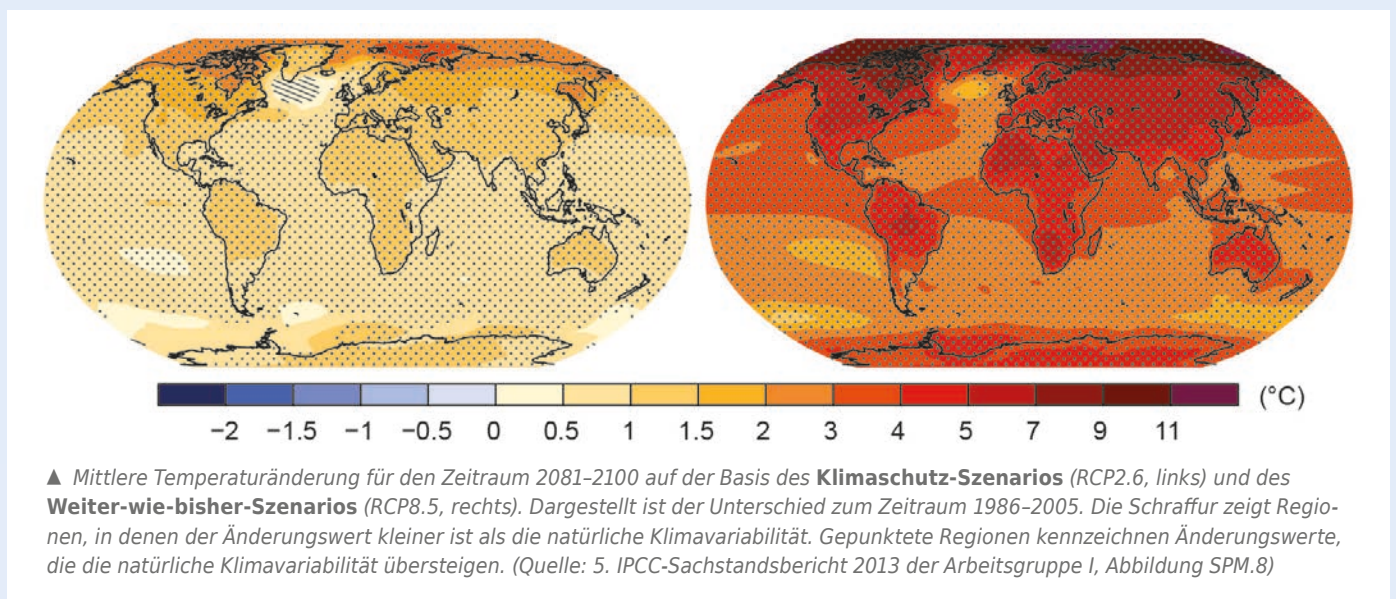 (°C)
−2 −1.5 −1 −0.5 0 0.5 1 1.5 2 3 4 5 7 9 11
▲ Mittlere Temperaturänderung für den Zeitraum 2081–2100 auf der Basis des Klimaschutz-Szenarios (RCP2.6, links) und des
Weiter-wie-bisher-Szenarios (RCP8.5, rechts). Dargestellt ist der Unterschied zum Zeitraum 1986–2005. Die Schraffur zeigt Regio-
nen, in denen der Änderungswert kleiner ist als die natürliche Klimavariabilität. Gepunktete Regionen kennzeichnen Änderungswerte,
die die natürliche Klimavariabilität übersteigen. (Quelle: 5. IPCC-Sachstandsbericht 2013 der Arbeitsgruppe I, Abbildung SPM.8)